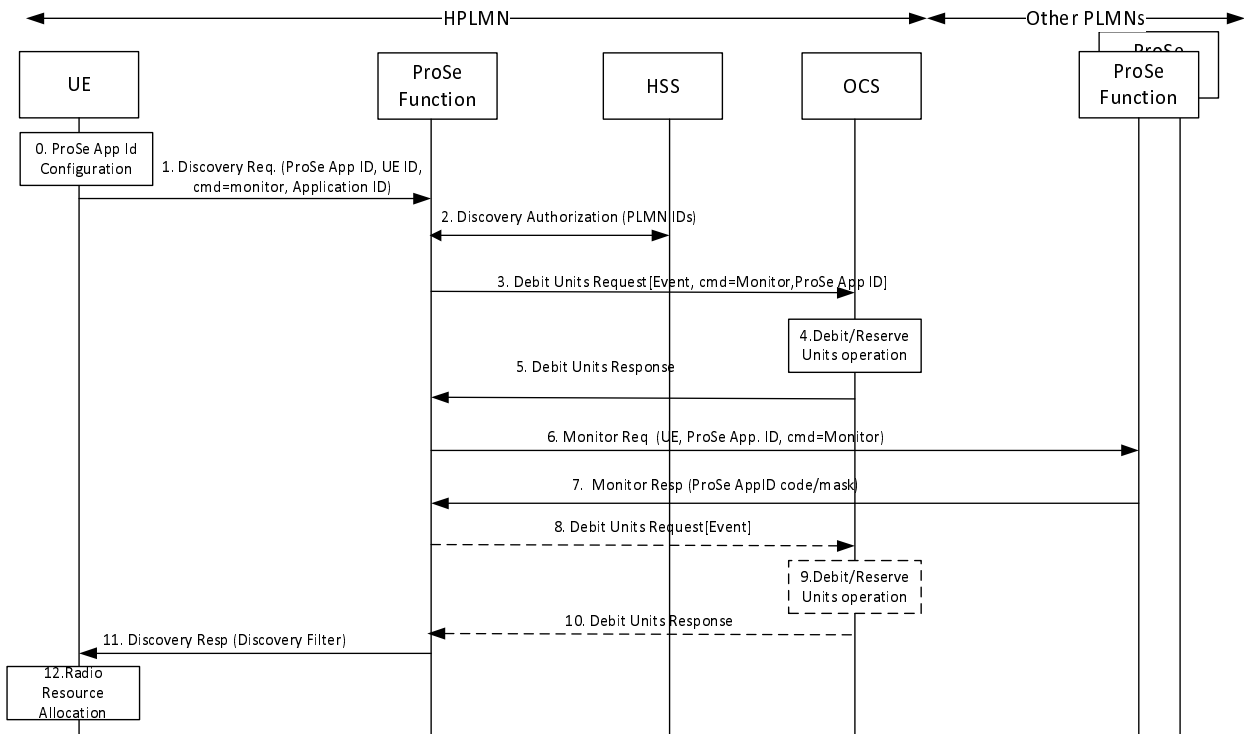 HPLMN
Other PLMNs
UE
ProSe
Function
HSS
OCS
ProSe
ProSe
Function
0. ProSe App Id
Configuration
1. Discovery Req. (ProSe App ID, UE ID,
cmd=monitor, Application ID)
2. Discovery Authorization (PLMN IDs)
3. Debit Units Request[Event, cmd=Monitor,ProSe App ID]
4.Debit/Reserve
Units operation
5. Debit Units Response
6. Monitor Req (UE, ProSe App. ID, cmd=Monitor)
7. Monitor Resp (ProSe AppID code/mask)
8. Debit Units Request[Event]
9.Debit/Reserve
Units operation
10. Debit Units Response
11. Discovery Resp (Discovery Filter)
12.Radio
Resource
Allocation